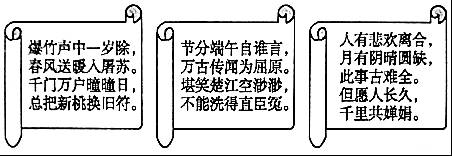 爆竹声中一岁除，
春风送暖入屠苏。
千门万户曈曈日，
总把新桃换旧符。
节分端午自谁言，
万古传闻为屈原。
堪笑楚江空渺渺，
不能洗得直臣冤。
人有悲欢离合，
月有阴晴圆缺，
此事古难全。
但愿人长久，
千里共婵娟。